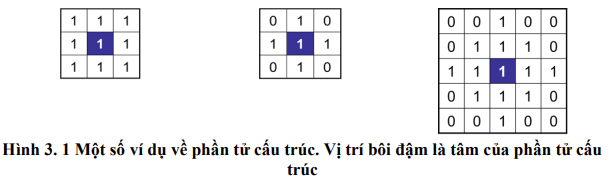 1 1 1
1 1 1
1 1 1
0 1 0
1 1 1
0 1 0
0 0 1 0 0
0 1 1 1 0
1 1 1 1 1
0 1 1 1 0
0 0 1 0 0
Hình 3. 1 Một số ví dụ về phần tử cấu trúc. Vị trí bôi đậm là tâm của phần tử cấu
trúc